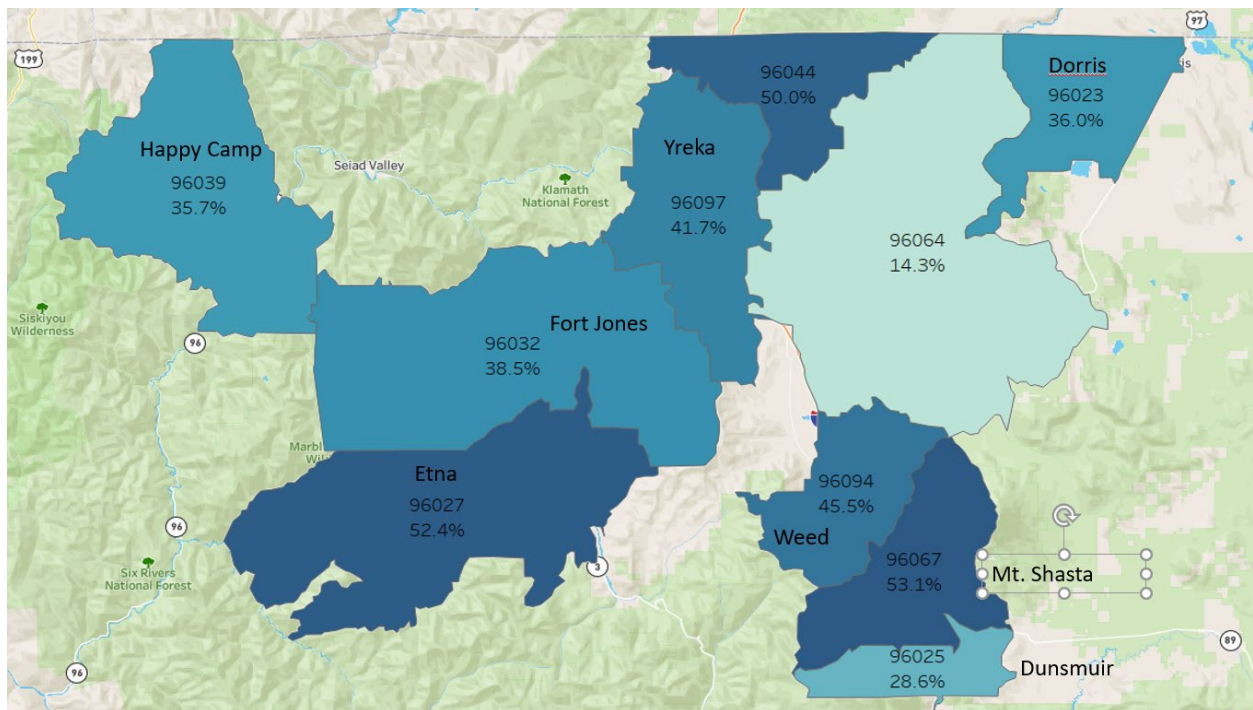 97
199
is
96044
50.0%
Dorris
96023
36.0%
Happy Camp
96039
35.7%
Seiad Valley
Klamath
National Forest
Yreka
96097
41.7%
96064
14.3%
Siskiyou
Wilderness
96
Fort Jones
96032
38.5%
Marbl
Etna
96027
52.4%
96094
45.5%
Weed
96
Six Rivers
National Forest
3
96067
53.1%
Mt. Shasta
96
96025
28.6%
Dunsmuir
89